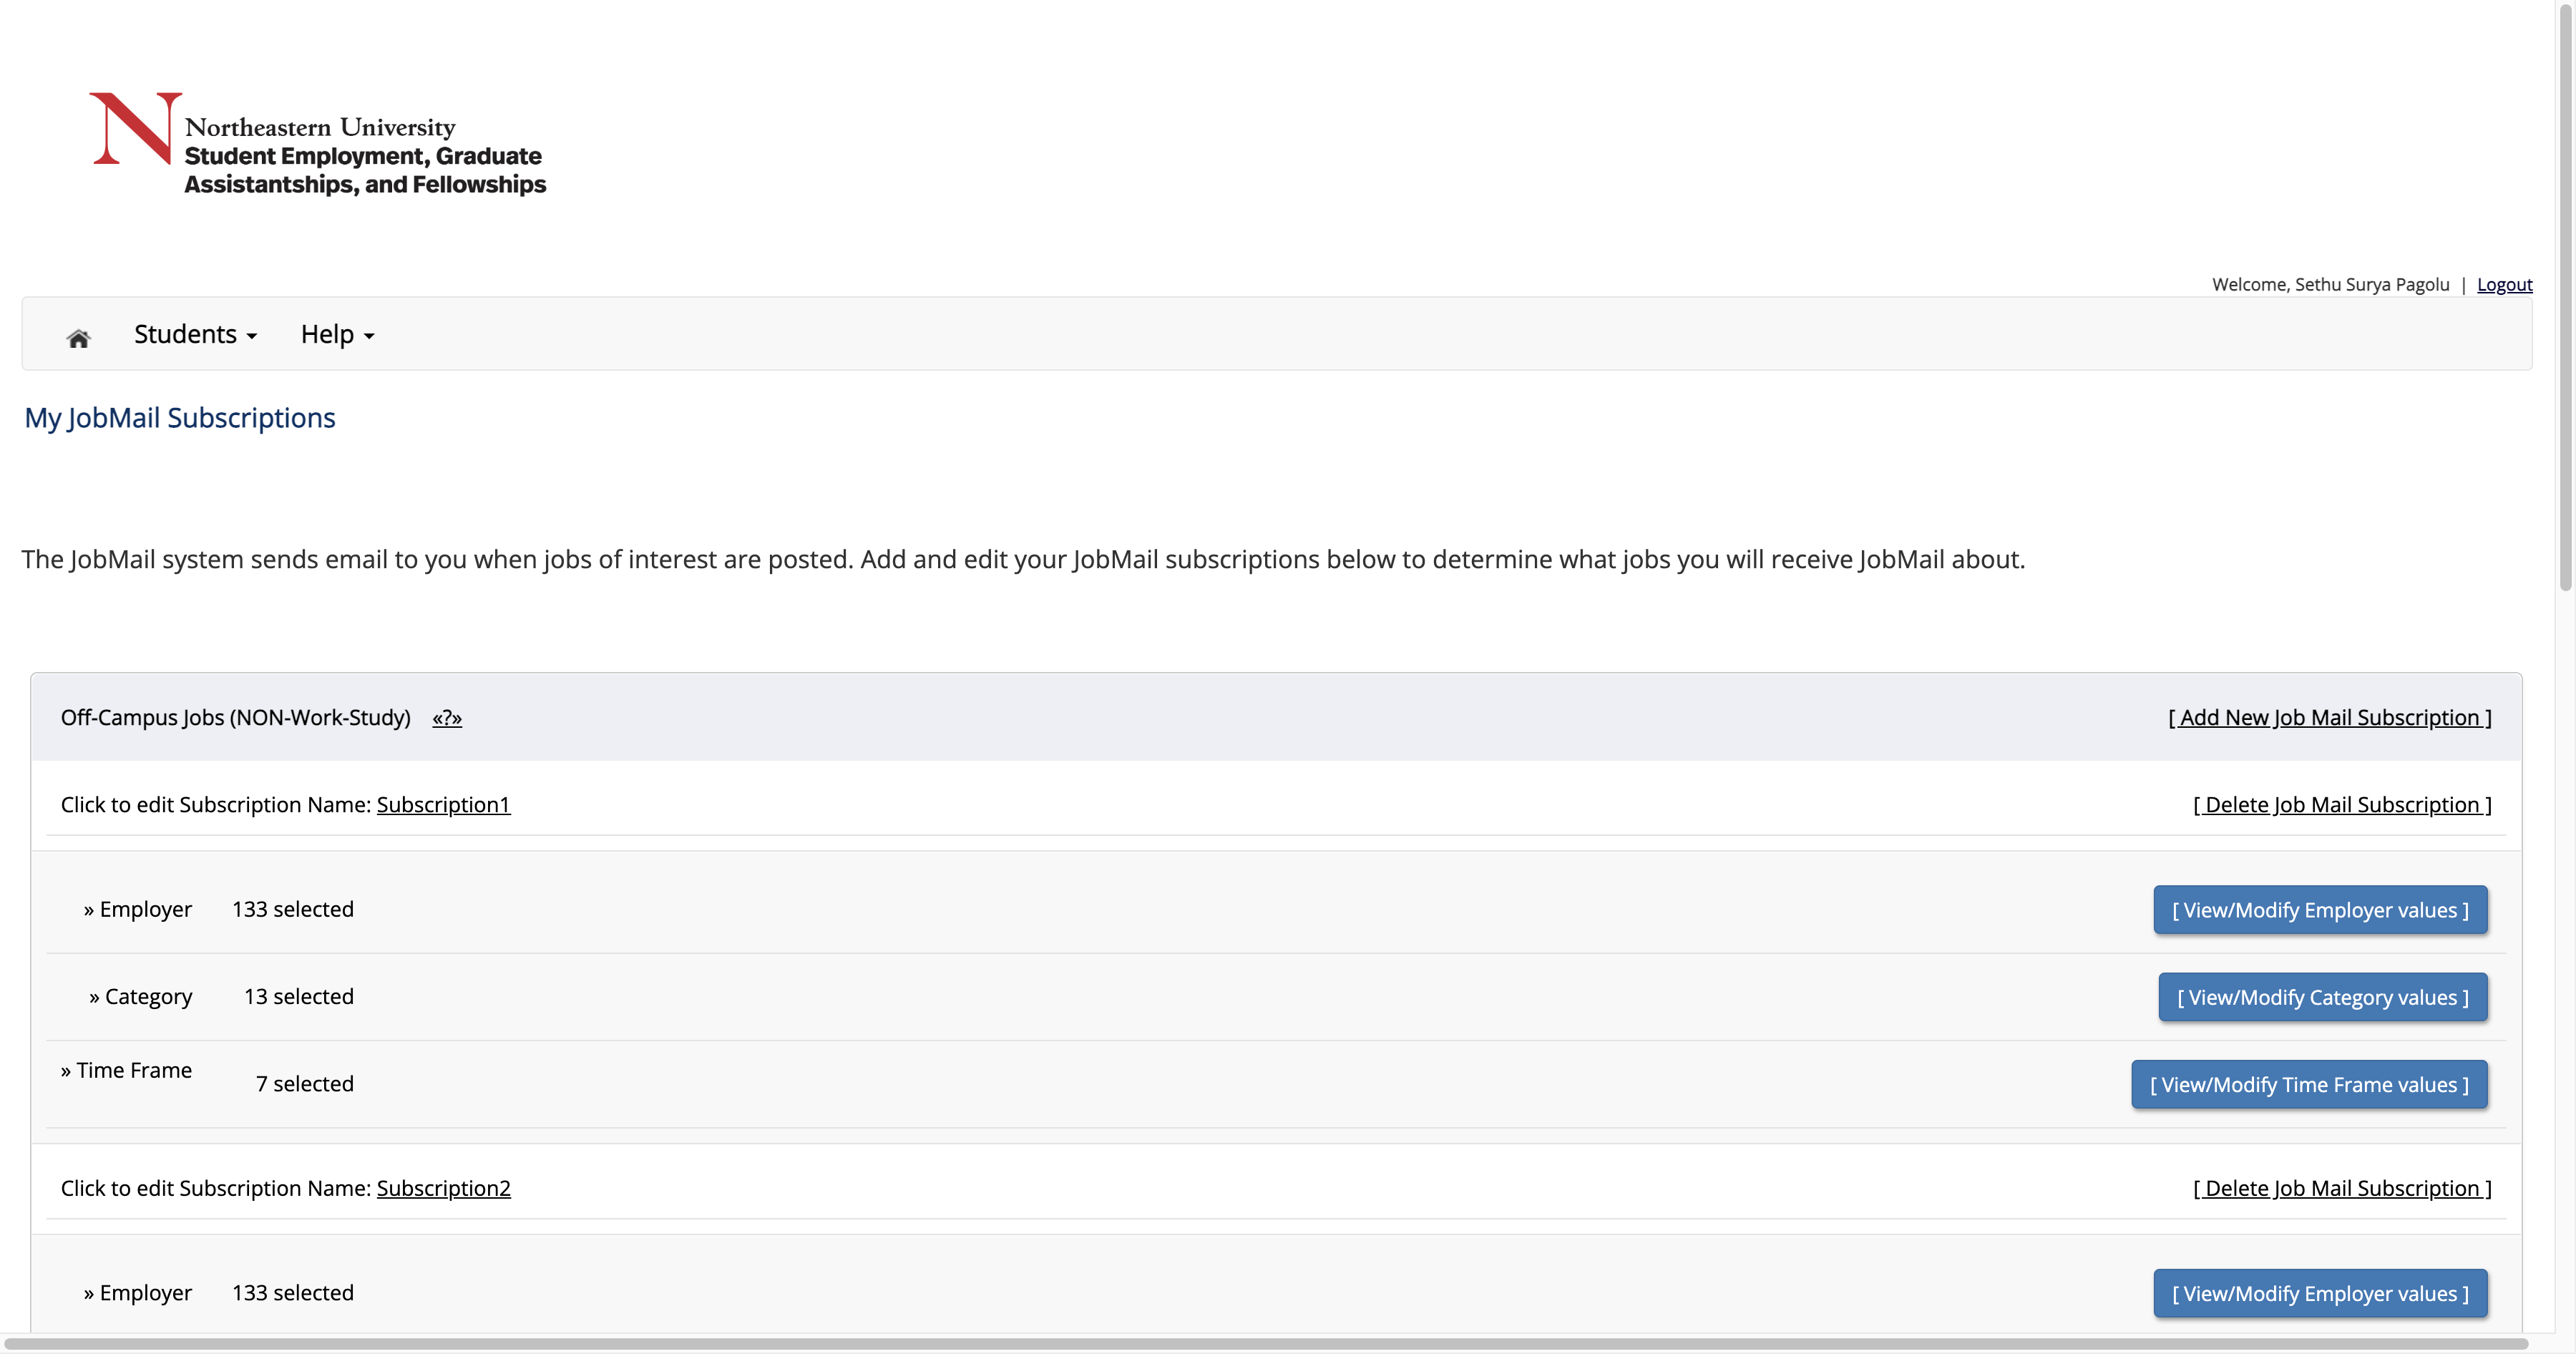 N
Northeastern University
Student Employment, Graduate
Assistantships, and Fellowships
Welcome, Sethu Surya Pagolu | Logout
Students Help
My JobMail Subscriptions
The JobMail system sends email to you when jobs of interest are posted. Add and edit your JobMail subscriptions below to determine what jobs you will receive JobMail about.
Off-Campus Jobs (NON-Work-Study) «?» [ Add New Job Mail Subscription ]
Click to edit Subscription Name: Subscription1 [ Delete Job Mail Subscription ]
» Employer 133 selected [ View/Modify Employer values ]
» Category 13 selected [ View/Modify Category values ]
» Time Frame 7 selected [ View/Modify Time Frame values ]
Click to edit Subscription Name: Subscription2 [ Delete Job Mail Subscription ]
» Employer 133 selected [ View/Modify Employer values ]